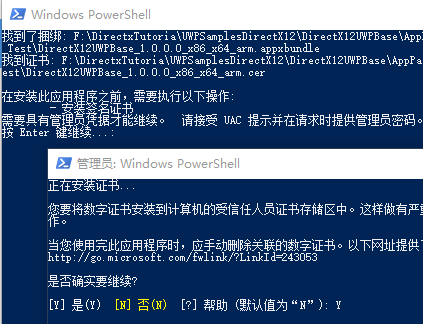 Windows PowerShell
找到了捆绑: F:\DirectxTutoria\UWPSamplesDirectX12\DirectX12UWPBase\App
_Test\DirectX12UWPBase_1.0.0.0_x86_x64_arm.appxbundle
找到证书: F:\DirectxTutoria\UWPSamplesDirectX12\DirectX12UWPBase\AppPa
est\DirectX12UWPBase_1.0.0.0_x86_x64_arm.cer
在安装此应用程序之前,需要执行以下操作:
- 安装签名证书
需要具有管理员凭据才能继续。 请接受 UAC 提示并在请求时提供管理员密码。
按 Enter 键继续...:
管理员: Windows PowerShell
正在安装证书...
您要将数字证书安装到计算机的受信任人员证书存储区中。这样做有严重
作。
当您使用完此应用程序时，应手动删除关联的数字证书。以下网址提供了
http://go.microsoft.com/fwlink/?LinkId=243053
是否确实要继续?
[Y] 是(Y) [N] 否(N) [?] 帮助 (默认值为“N”): Y